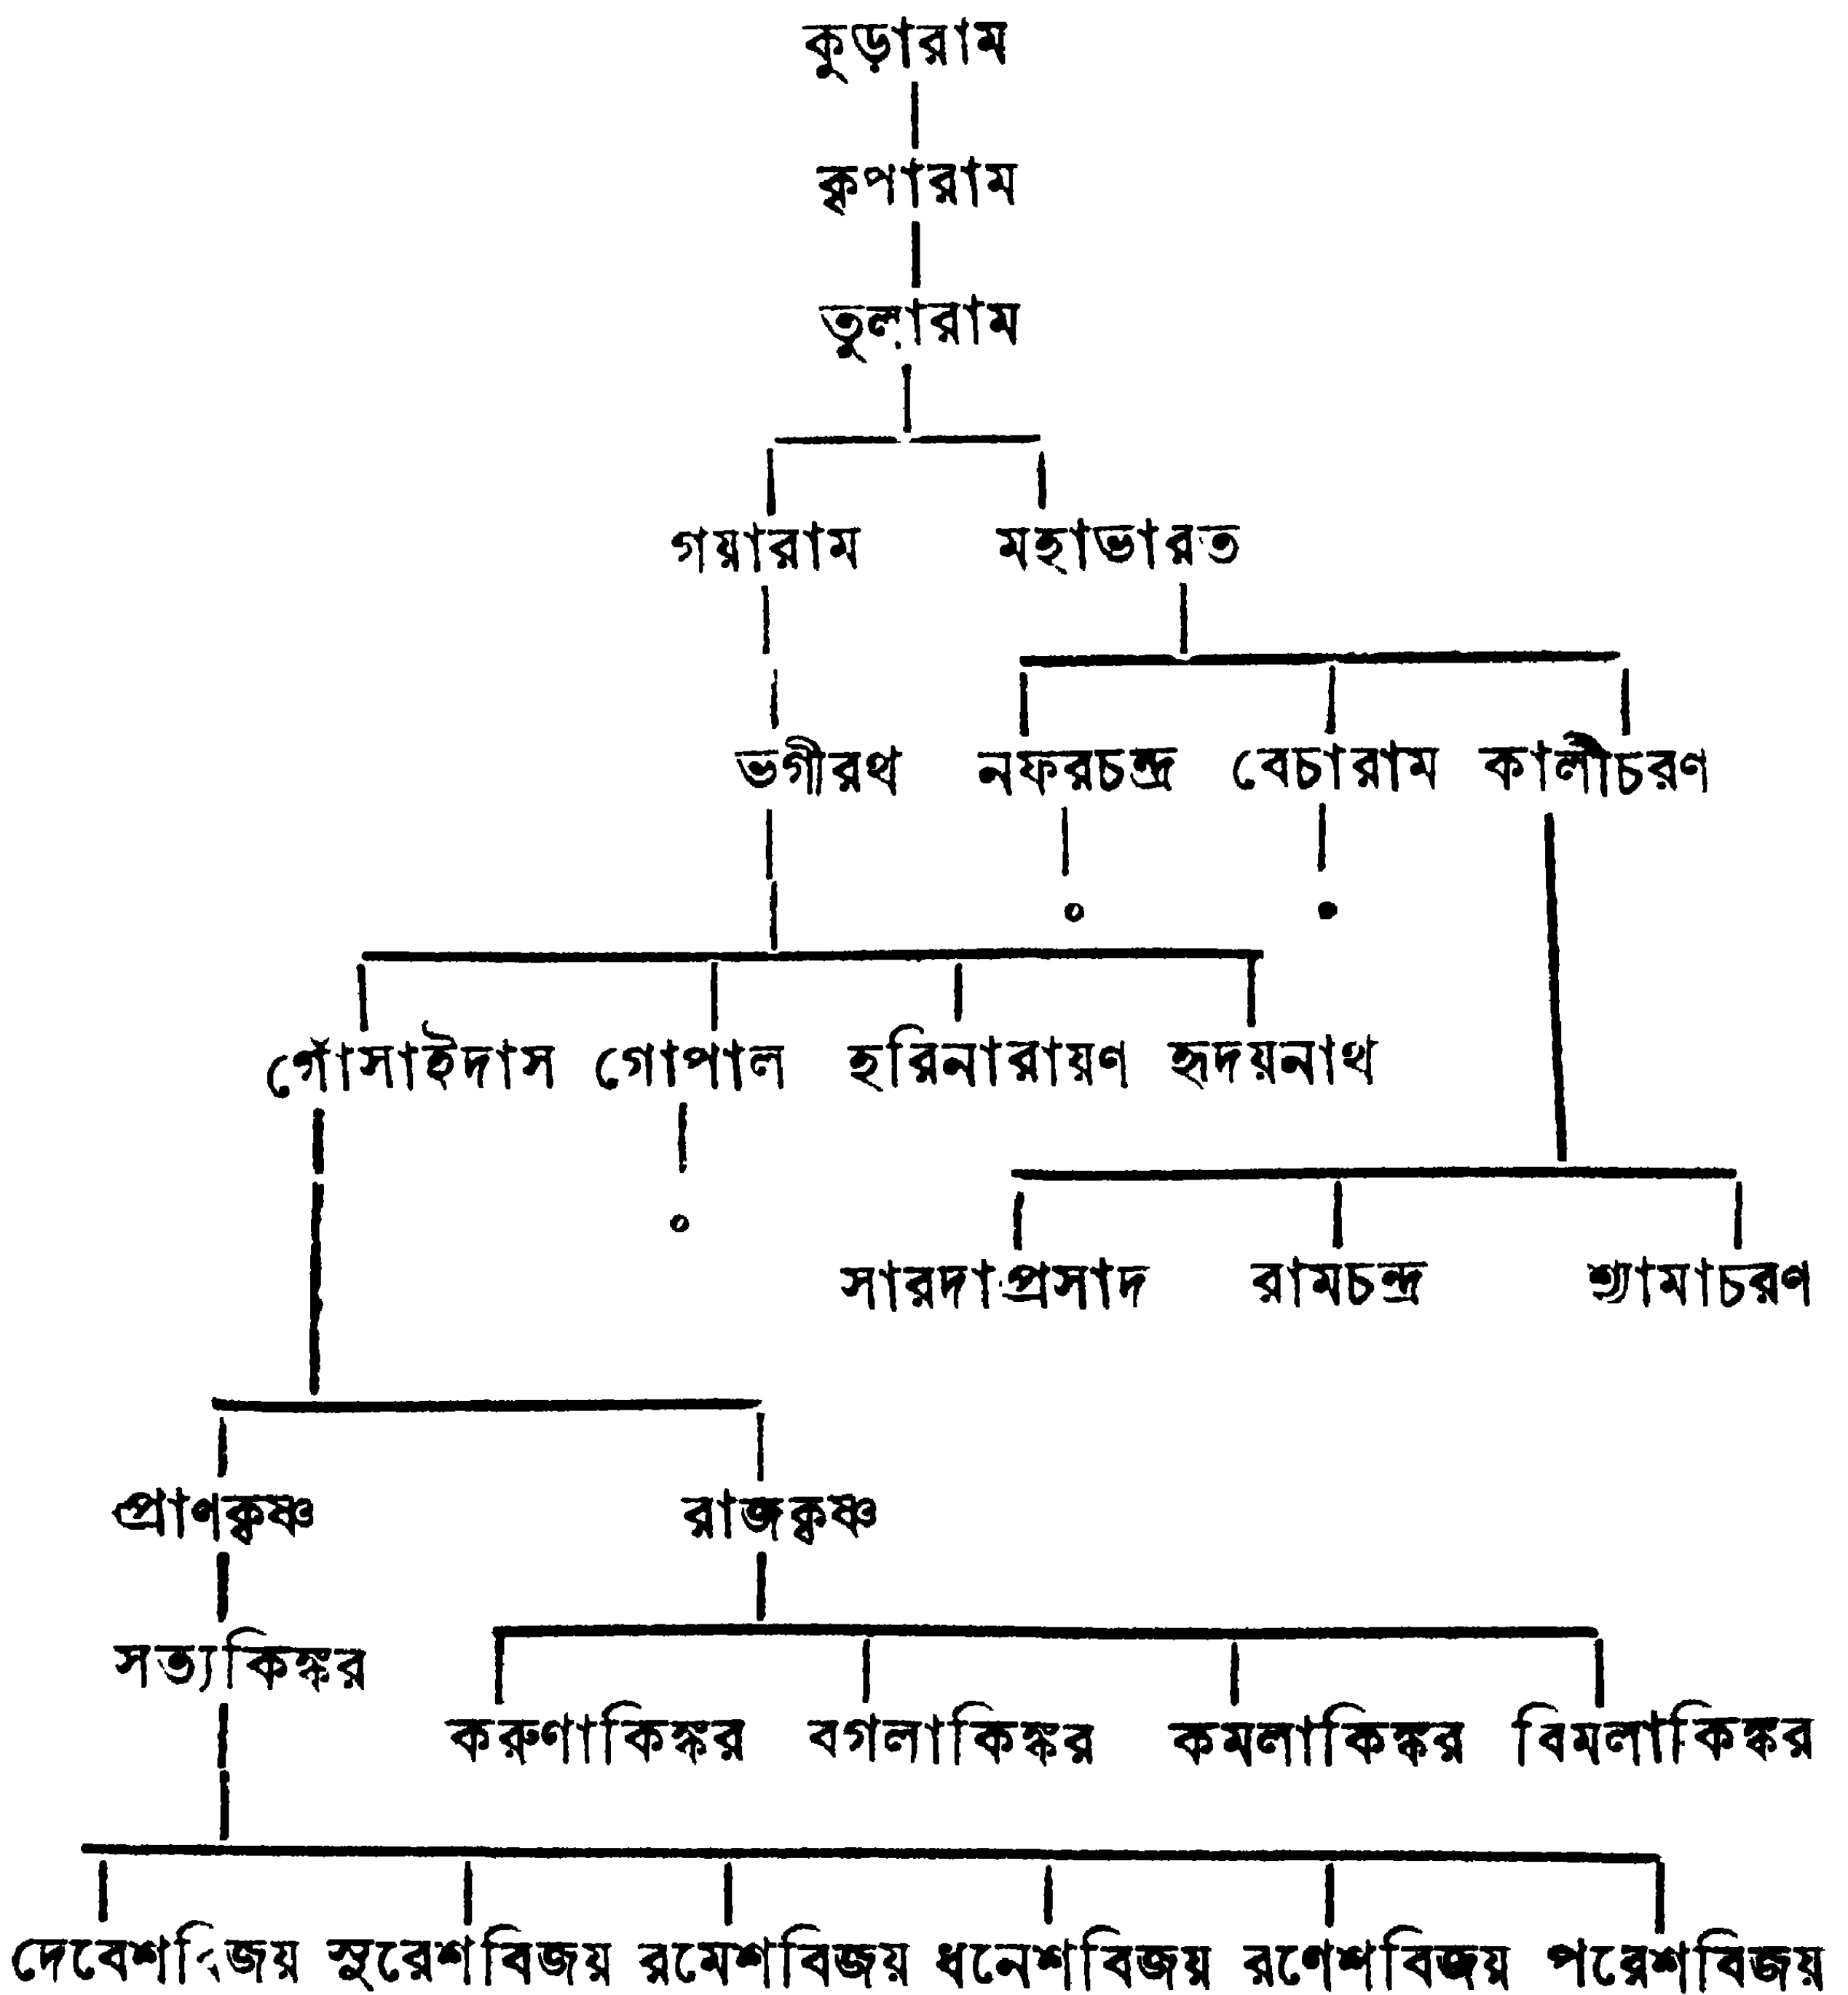 কুড়ারাম
কৃপারাম
তুলারাম
গয়ারাম মহাভারত
ভগীরথ নফরচন্দ্র বেচারাম কালীচরণ
গোঁসাইদাস গোপাল হরিনারায়ণ হৃদয়নাথ
সারদাপ্রসাদ রামচন্দ্র শ্যামাচরণ
প্রাণকৃষ্ণ রাজকৃষ্ণ
সত্যকিঙ্কর
করুণাকিঙ্কর বগলাকিঙ্কর কমলাকিঙ্কর বিমলাকিঙ্কর
দেবেশবিজয় সুরেশবিজয় রমেশবিজয় ধনেশবিজয় রণেশবিজয় পরেশবিজয়